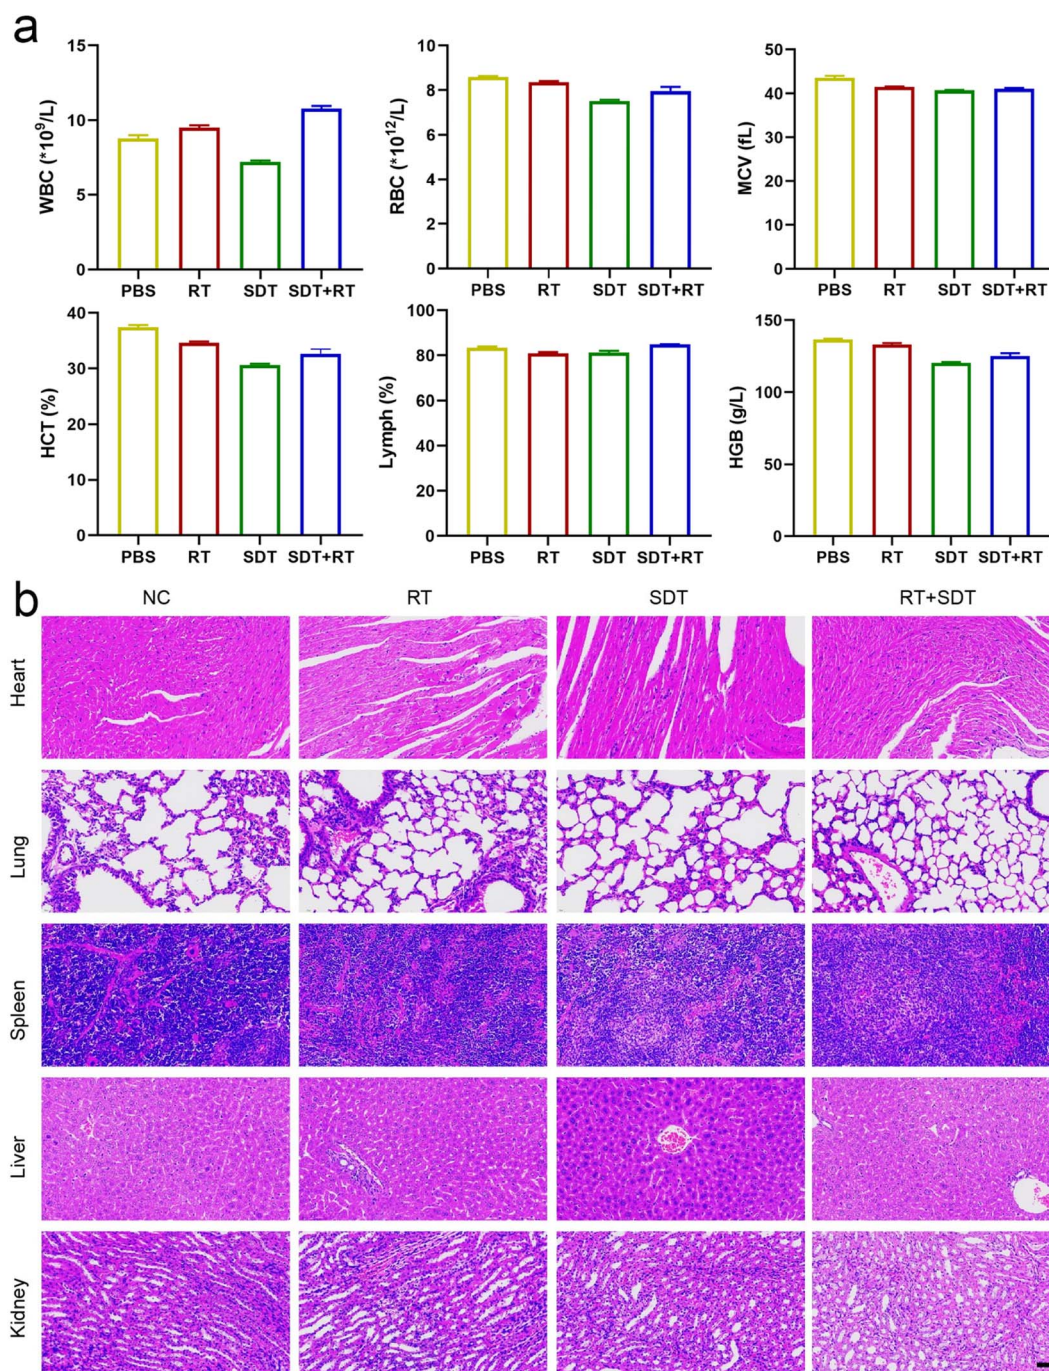 a
WBC (*10⁹/L)
15
10
5
0
PBS RT SDT SDT+RT
RBC (*10¹²/L)
10
8
6
4
2
0
PBS RT SDT SDT+RT
MCV (fL)
50
40
30
20
10
0
PBS RT SDT SDT+RT
HCT (%)
40
30
20
10
0
PBS RT SDT SDT+RT
Lymph (%)
100
80
60
40
20
0
PBS RT SDT SDT+RT
HGB (g/L)
150
100
50
0
PBS RT SDT SDT+RT
b
NC RT SDT RT+SDT
Heart
Lung
Spleen
Liver
Kidney